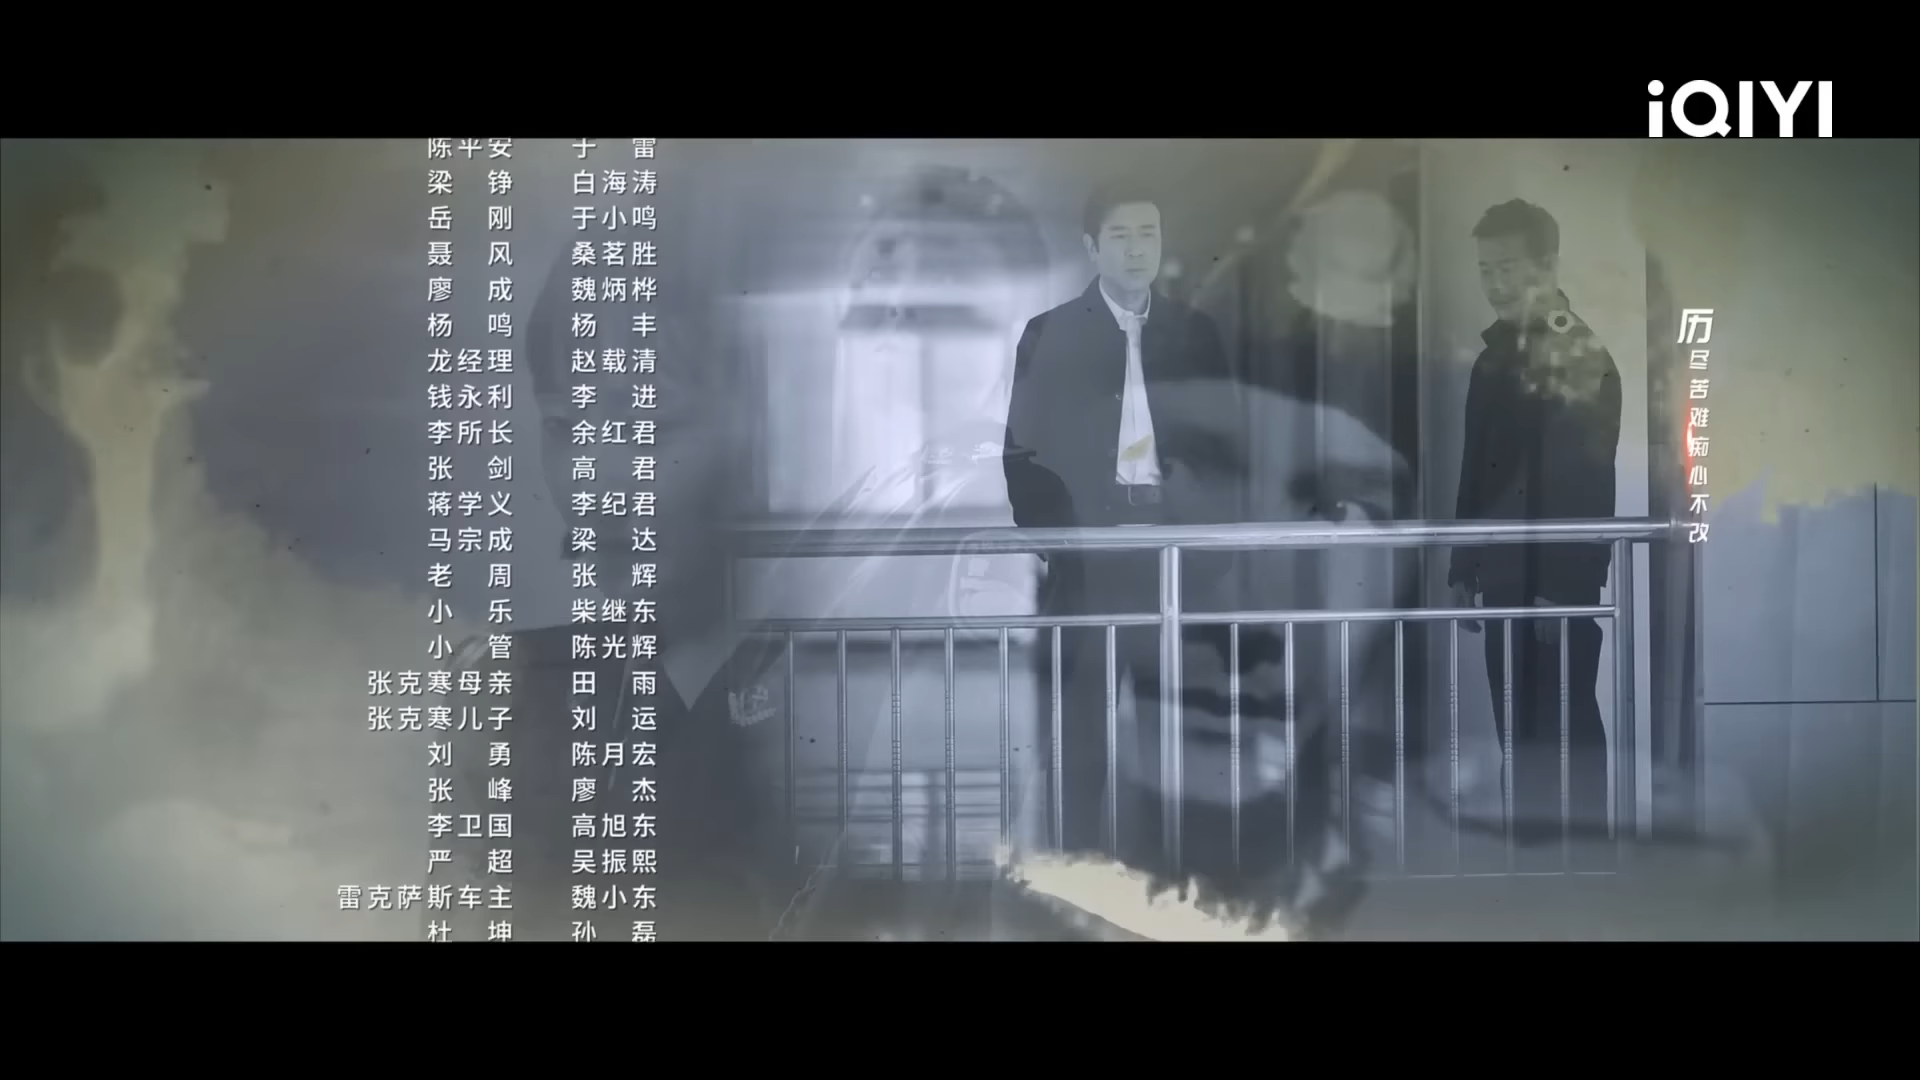 iQIYI
陈平安 于雷
梁铮 白海涛
岳刚 于小鸣
聂风 桑茗胜
廖成 魏炳桦
杨鸣 杨丰
龙经理 赵载清
钱永利 李进
李所长 余红君
张剑 高君
蒋学义 李纪君
马宗成 梁达
老周 张辉
小乐 柴继东
小管 陈光辉
张克寒母亲 田雨
张克寒儿子 刘运
刘勇 陈月宏
张峰 廖杰
李卫国 高旭东
严超 吴振熙
雷克萨斯车主 魏小东
杜坤 孙磊
历尽苦难痴心不改